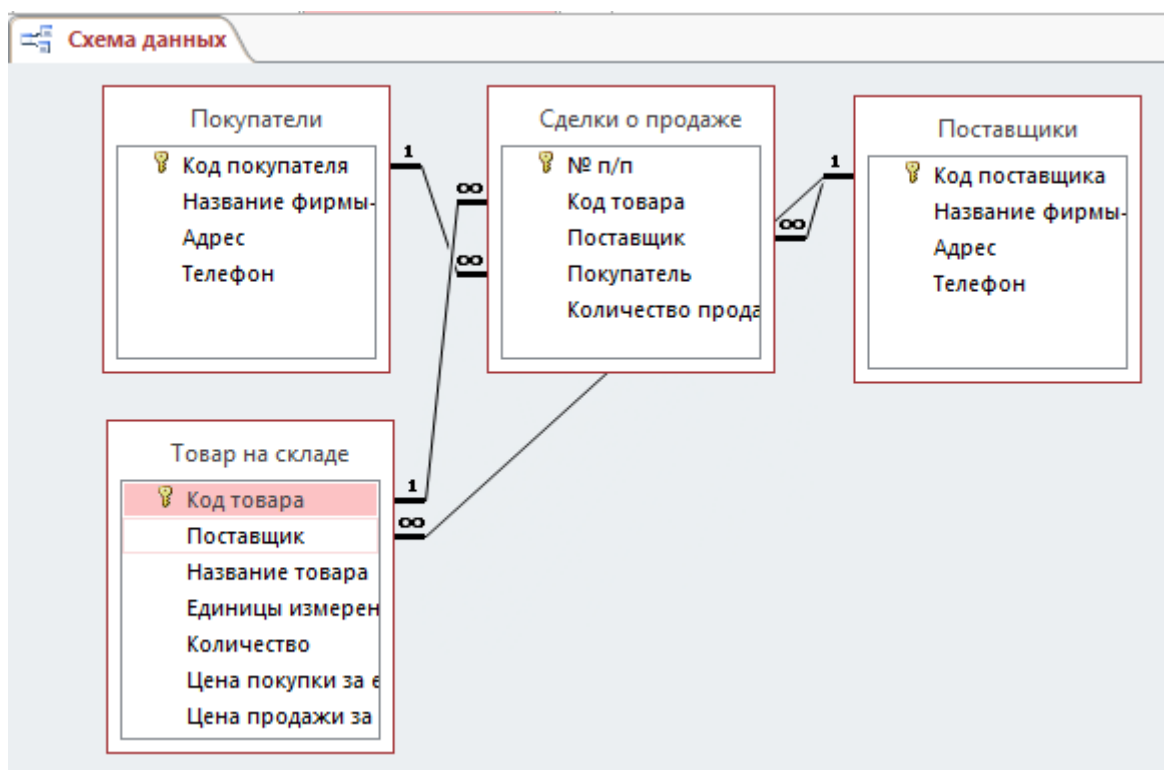 Схема данных
Покупатели
Код покупателя
Название фирмы-
Адрес
Телефон
Сделки о продаже
№ п/п
Код товара
Поставщик
Покупатель
Количество прода
Поставщики
Код поставщика
Название фирмы-
Адрес
Телефон
Товар на складе
Код товара
Поставщик
Название товара
Единицы измерен
Количество
Цена покупки за е
Цена продажи за
1
∞
∞
1
∞
1
∞